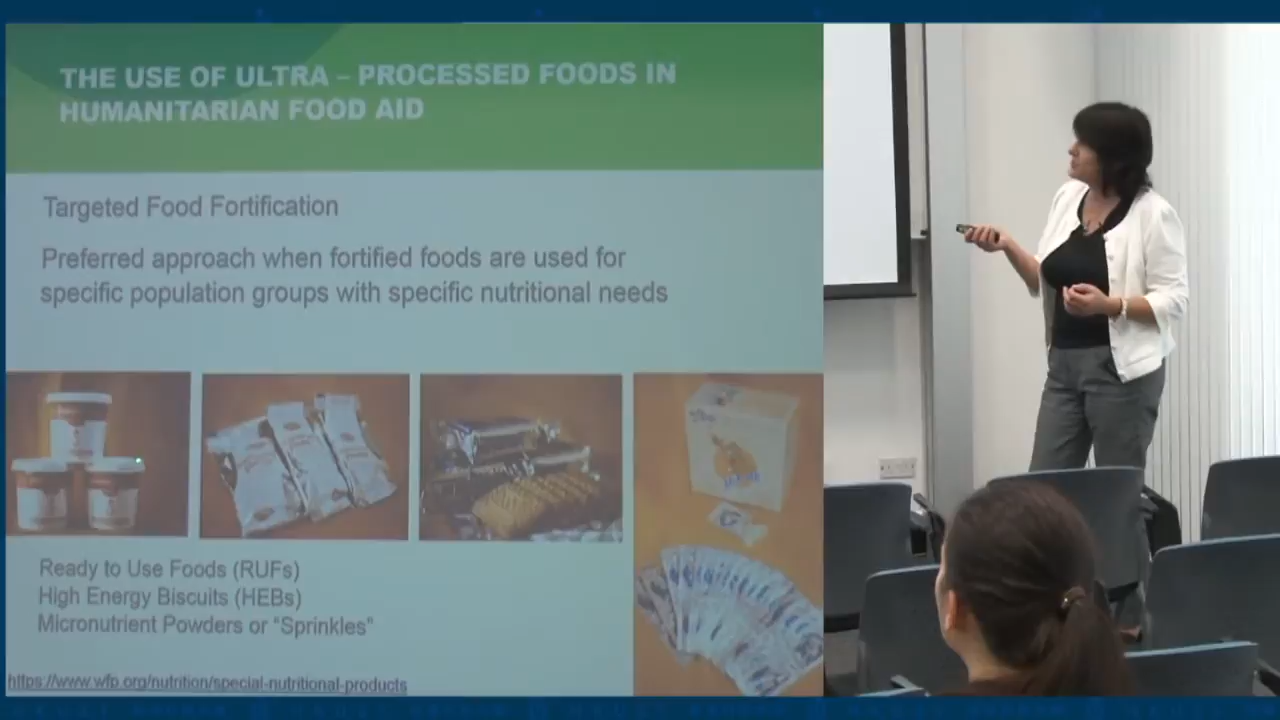 THE USE OF ULTRA – PROCESSED FOODS IN
HUMANITARIAN FOOD AID
Targeted Food Fortification
Preferred approach when fortified foods are used for
specific population groups with specific nutritional needs
Ready to Use Foods (RUFs)
High Energy Biscuits (HEBs)
Micronutrient Powders or “Sprinkles”
https://www.wfp.org/nutrition/special-nutritional-products